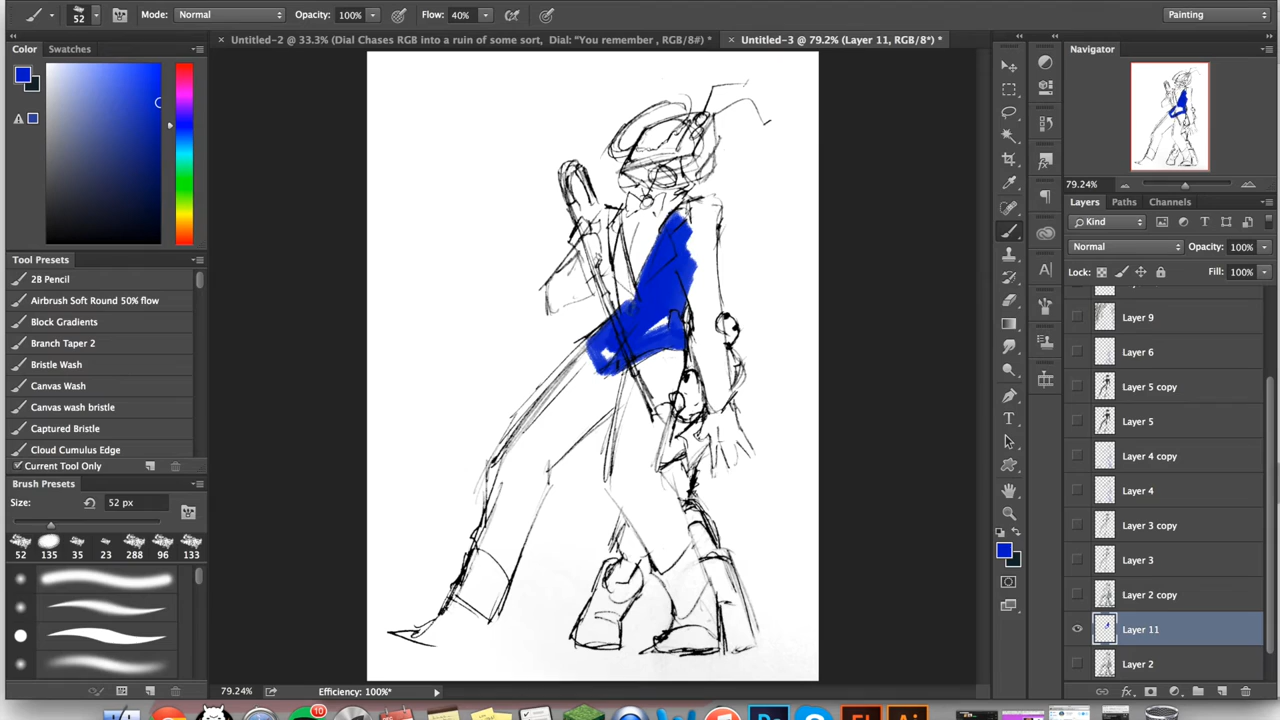 52
Mode: Normal
Opacity: 100%
Flow: 40%
Painting
Color
Swatches
Untitled-2 @ 33.3% (Dial Chases RGB into a ruin of some sort, Dial: "You remember , RGB/8#) *
Untitled-3 @ 79.2% (Layer 11, RGB/8*) *
Navigator
79.24%
Layers
Paths
Channels
Kind
Normal
Opacity: 100%
Lock:
Fill: 100%
Layer 9
Layer 6
Layer 5 copy
Layer 5
Layer 4 copy
Layer 4
Layer 3 copy
Layer 3
Layer 2 copy
Layer 11
Layer 2
Tool Presets
2B Pencil
Airbrush Soft Round 50% flow
Block Gradients
Branch Taper 2
Bristle Wash
Canvas Wash
Canvas wash bristle
Captured Bristle
Cloud Cumulus Edge
Current Tool Only
Brush Presets
Size:
52 px
52
135
35
23
288
96
133
79.24%
Efficiency: 100%*
10
Ps
Fl
Ai